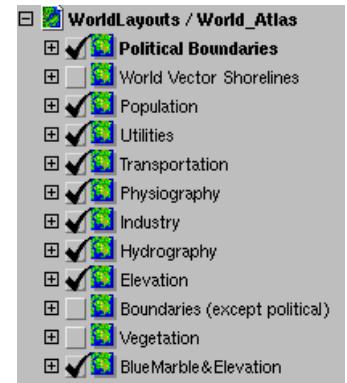 WorldLayouts / World_Atlas
Political Boundaries
World Vector Shorelines
Population
Utilities
Transportation
Physiography
Industry
Hydrography
Elevation
Boundaries (except political)
Vegetation
BlueMarble&Elevation